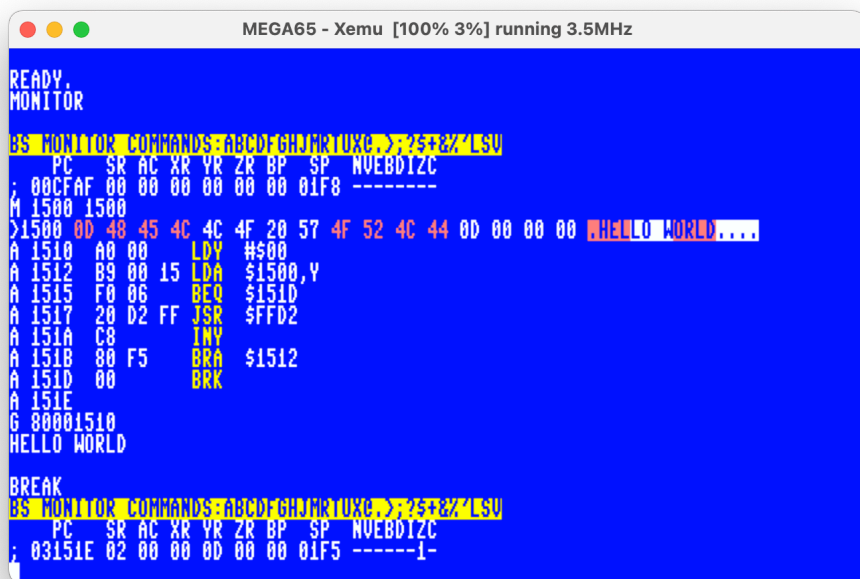 MEGA65 - Xemu [100% 3%] running 3.5MHz
READY.
MONITOR
BS MONITOR COMMANDS:ABCDFGHJMRTUXC.>;?$+&%'LSV
PC SR AC XR YR ZR BP SP NVEBDIZC
; 00CFAF 00 00 00 00 00 00 01F8 --------
M 1500 1500
>1500 0D 48 45 4C 4C 4F 20 57 4F 52 4C 44 0D 00 00 00 .HELLO WORLD....
A 1510 A0 00 LDY #$00
A 1512 B9 00 15 LDA $1500,Y
A 1515 F0 06 BEQ $151D
A 1517 20 D2 FF JSR $FFD2
A 151A C8 INY
A 151B 80 F5 BRA $1512
A 151D 00 BRK
A 151E
G 80001510
HELLO WORLD
BREAK
BS MONITOR COMMANDS:ABCDFGHJMRTUXC.>;?$+&%'LSV
PC SR AC XR YR ZR BP SP NVEBDIZC
; 03151E 02 00 00 0D 00 00 01F5 ------1-